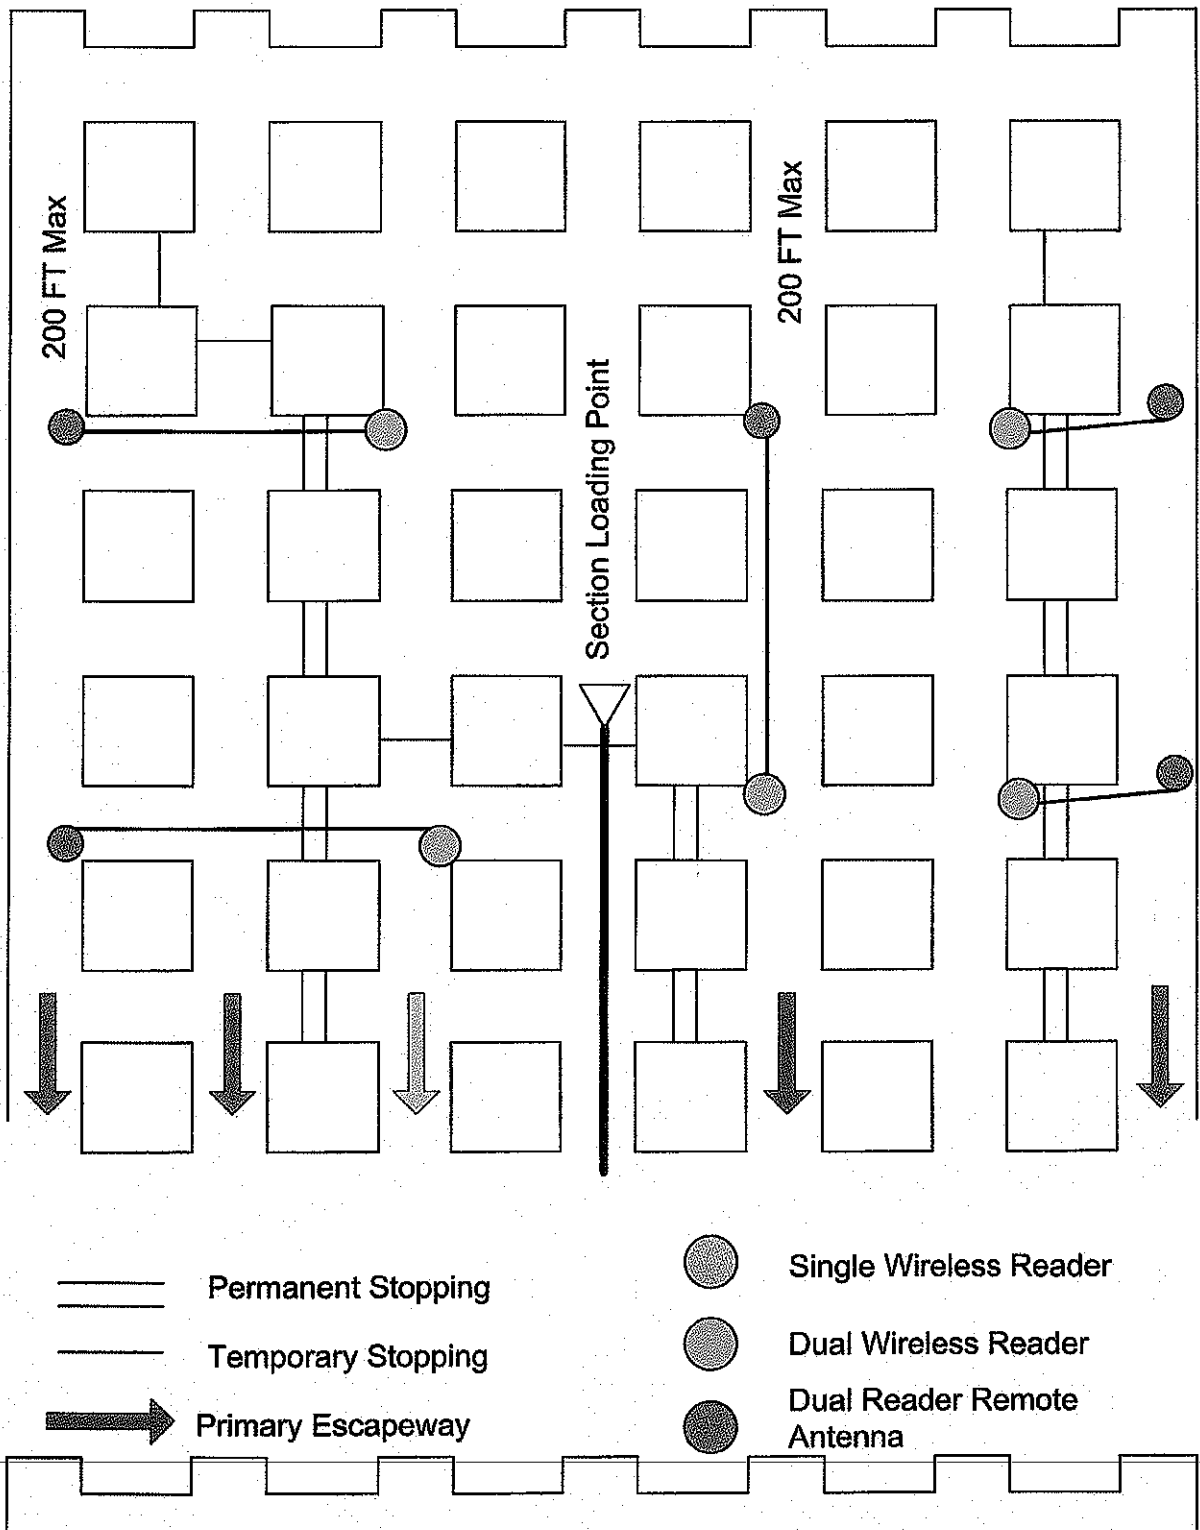 200 FT Max
200 FT Max
Section Loading Point
Permanent Stopping
Temporary Stopping
Primary Escapeway
Single Wireless Reader
Dual Wireless Reader
Dual Reader Remote
Antenna